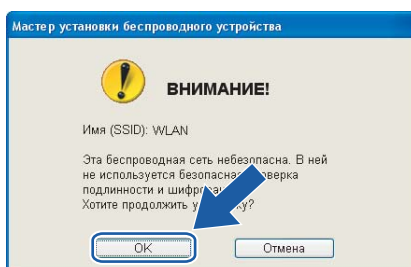 Мастер установки беспроводного устройства
ВНИМАНИЕ!
Имя (SSID): WLAN
Эта беспроводная сеть небезопасна. В ней
не используется безопасная
подлинности и
Хотите продолжить
OK
Отмена